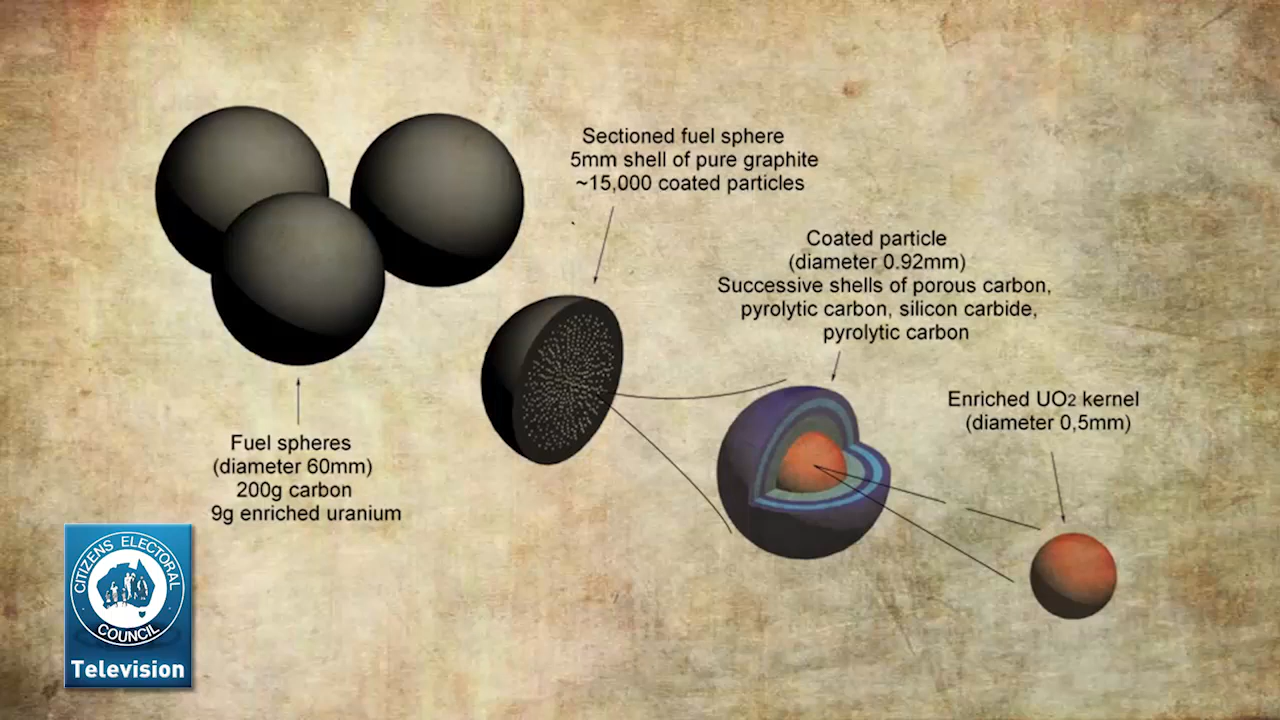 Sectioned fuel sphere
5mm shell of pure graphite
~15,000 coated particles
Coated particle
(diameter 0.92mm)
Successive shells of porous carbon,
pyrolytic carbon, silicon carbide,
pyrolytic carbon
Enriched UO2 kernel
(diameter 0,5mm)
Fuel spheres
(diameter 60mm)
200g carbon
9g enriched uranium
CITIZENS ELECTORAL
COUNCIL
Television